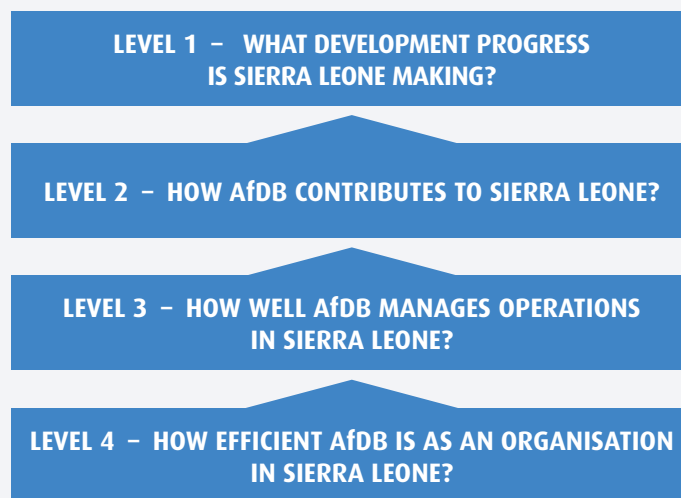 LEVEL 1 – WHAT DEVELOPMENT PROGRESS
IS SIERRA LEONE MAKING?
LEVEL 2 – HOW AfDB CONTRIBUTES TO SIERRA LEONE?
LEVEL 3 – HOW WELL AfDB MANAGES OPERATIONS
IN SIERRA LEONE?
LEVEL 4 – HOW EFFICIENT AfDB IS AS AN ORGANISATION
IN SIERRA LEONE?